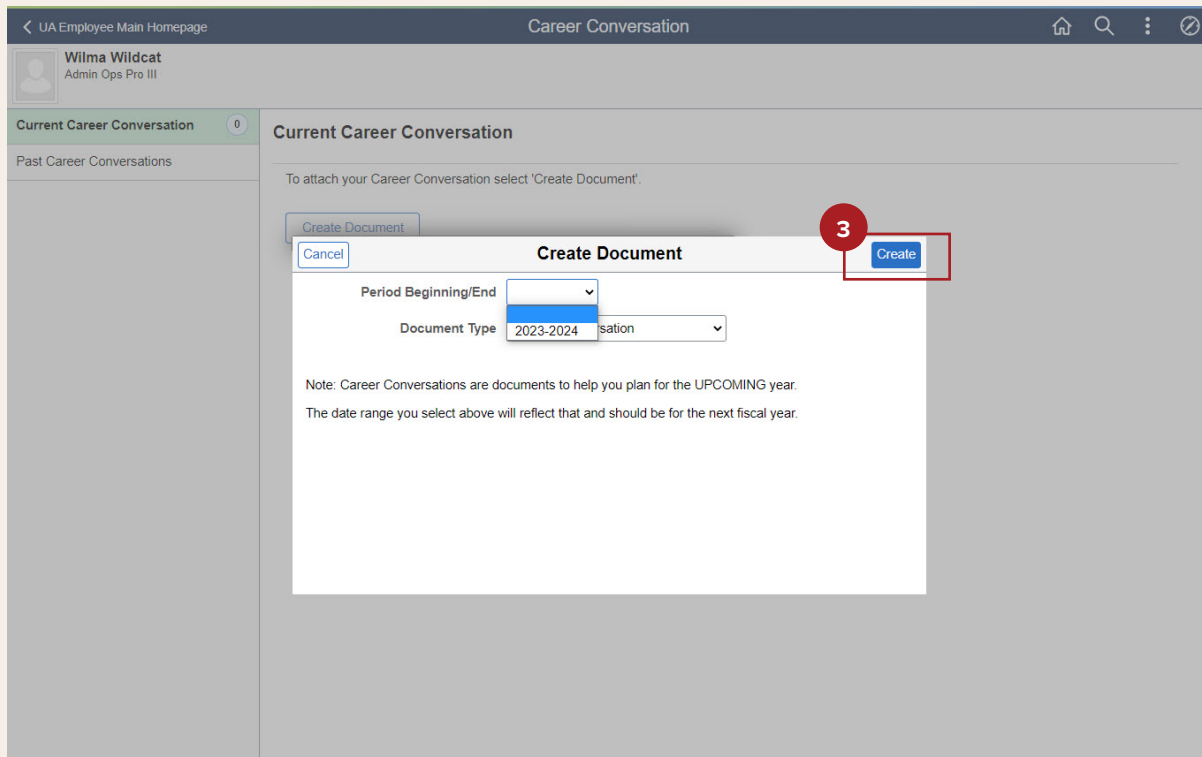 UA Employee Main Homepage
Career Conversation
Wilma Wildcat
Admin Ops Pro III
Current Career Conversation 0
Past Career Conversations
Current Career Conversation
To attach your Career Conversation select 'Create Document'.
Create Document
3
Cancel
Create Document
Create
Period Beginning/End
Document Type
2023-2024
sation
Note: Career Conversations are documents to help you plan for the UPCOMING year.
The date range you select above will reflect that and should be for the next fiscal year.